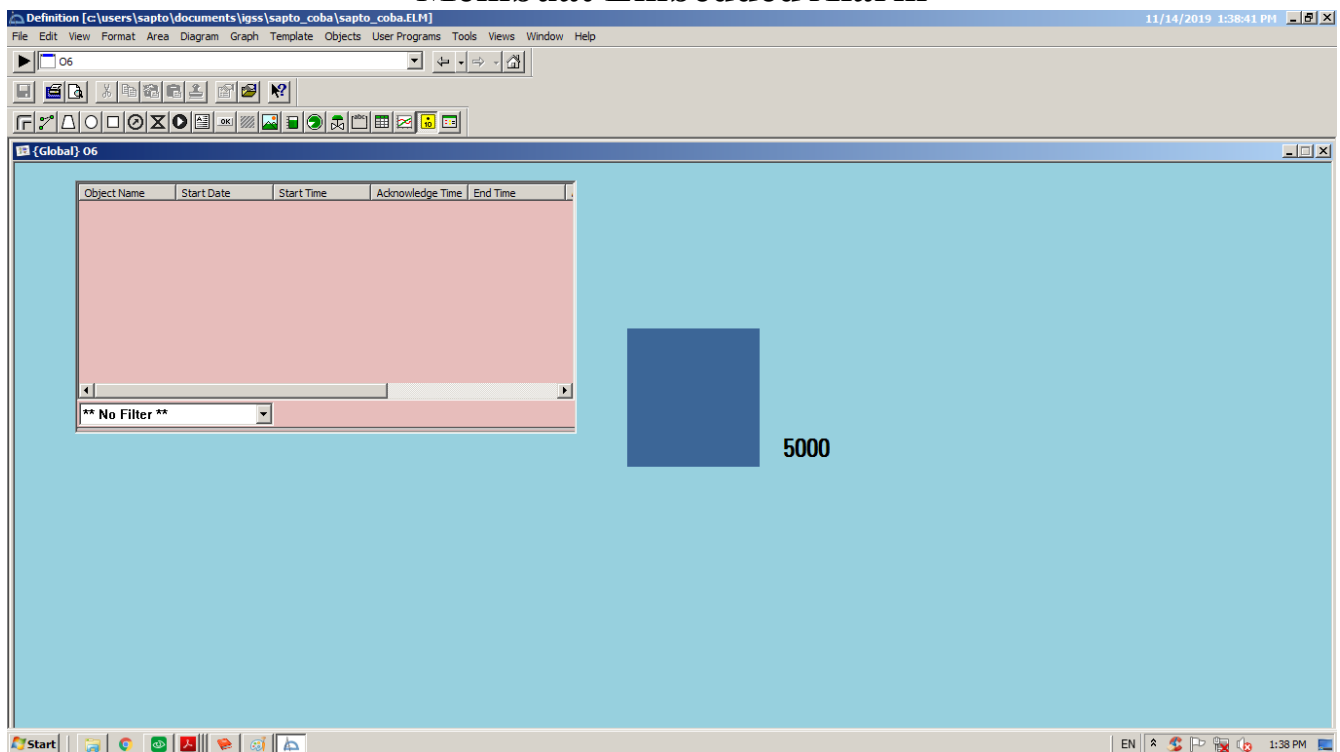 Definition [c:\users\sapto\documents\igss\sapto_coba\sapto_coba.ELM] 11/14/2019 1:38:41 PM
File Edit View Format Area Diagram Graph Template Objects User Programs Tools Views Window Help
06
{Global} 06
Object Name Start Date Start Time Acknowledge Time End Time
** No Filter **
5000
Start EN 1:38 PM